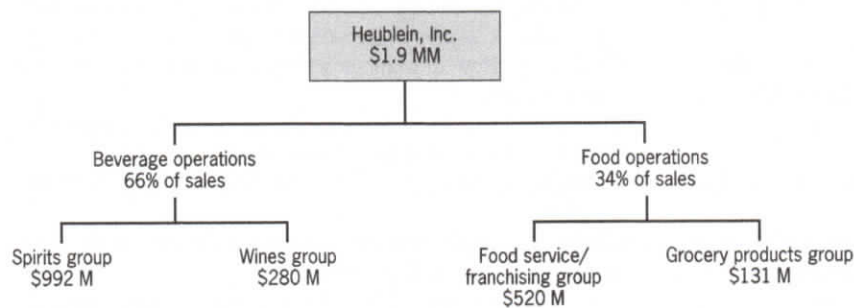 Heublein, Inc.
$1.9 MM
Beverage operations
66% of sales
Food operations
34% of sales
Spirits group
$992 M
Wines group
$280 M
Food service/
franchising group
$520 M
Grocery products group
$131 M